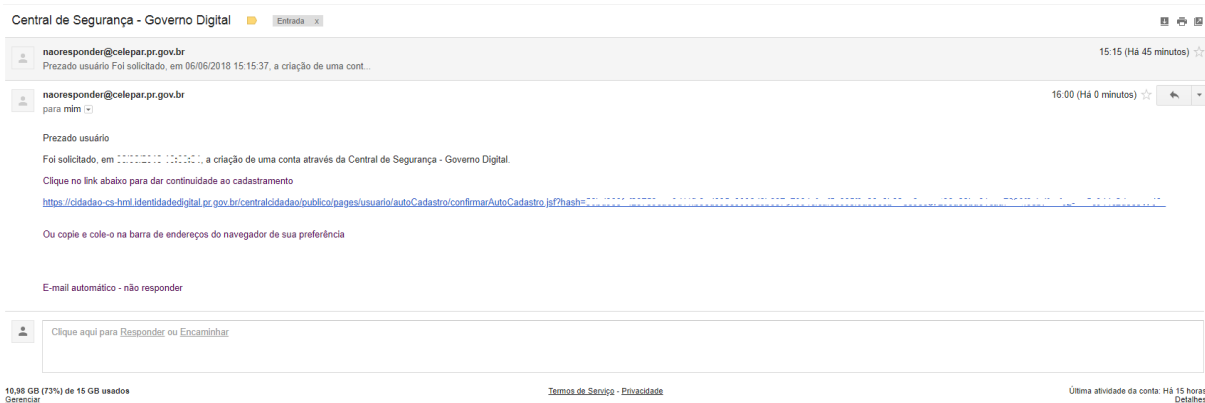 Central de Segurança - Governo Digital Entrada x
naoresponder@celepar.pr.gov.br 15:15 (Há 45 minutos)
Prezado usuário Foi solicitado, em 06/06/2018 15:15:37, a criação de uma cont...
naoresponder@celepar.pr.gov.br 16:00 (Há 0 minutos)
para mim
Prezado usuário
Foi solicitado, em , a criação de uma conta através da Central de Segurança - Governo Digital.
Clique no link abaixo para dar continuidade ao cadastramento
https://cidadao-cs-hml.identidadedigital.pr.gov.br/centralcidadao/publico/pages/usuario/autoCadastro/confirmarAutoCadastro.jsf?hash=
Ou copie e cole-o na barra de endereços do navegador de sua preferência
E-mail automático - não responder
Clique aqui para Responder ou Encaminhar
10,98 GB (73%) de 15 GB usados Termos de Serviço - Privacidade Última atividade da conta: Há 15 horas
Gerenciar Detalhes